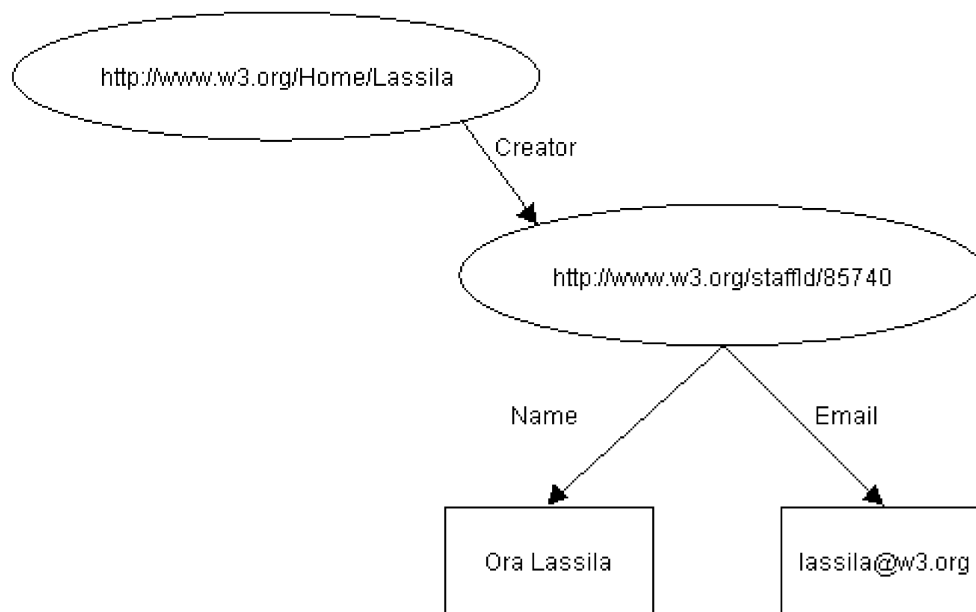 http://www.w3.org/Home/Lassila
Creator
http://www.w3.org/staffId/85740
Name
Email
Ora Lassila
lassila@w3.org